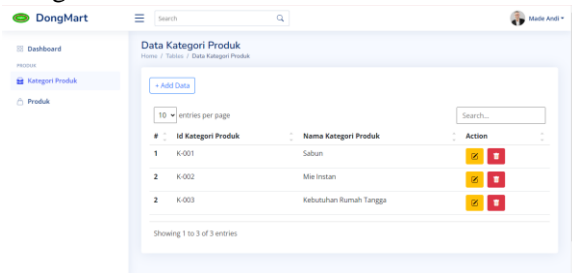 DongMart
Search
Made Andi
Dashboard
PRODUK
Kategori Produk
Produk
Data Kategori Produk
Home / Tables / Data Kategori Produk
+ Add Data
10 entries per page
Search...
# Id Kategori Produk Nama Kategori Produk Action
1 K-001 Sabun
2 K-002 Mie Instan
2 K-003 Kebutuhan Rumah Tangga
Showing 1 to 3 of 3 entries